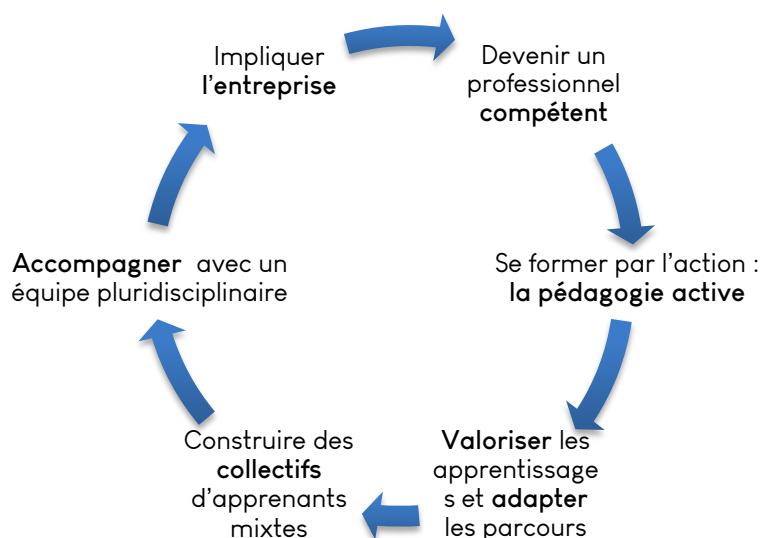 Impliquer
l'entreprise
Devenir un
professionnel
compétent
Se former par l'action :
la pédagogie active
Valoriser les
apprentissage
s et adapter
les parcours
Construire des
collectifs
d'apprenants
mixtes
Accompagner avec un
équipe pluridisciplinaire